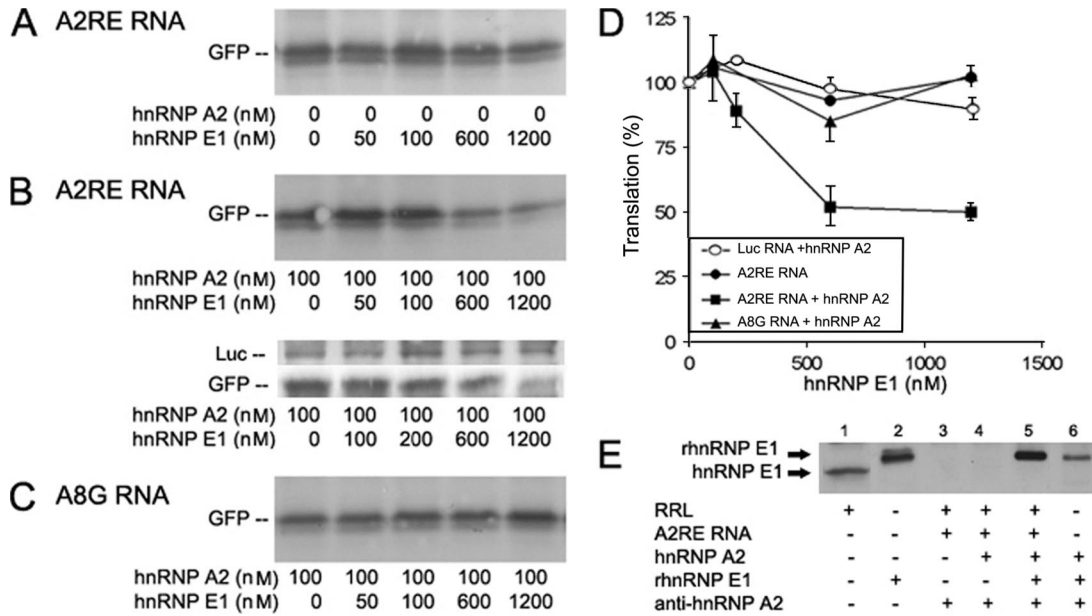 A A2RE RNA
GFP --
hnRNP A2 (nM) 0 0 0 0 0
hnRNP E1 (nM) 0 50 100 600 1200
B A2RE RNA
GFP --
hnRNP A2 (nM) 100 100 100 100 100
hnRNP E1 (nM) 0 50 100 600 1200
Luc --
GFP --
hnRNP A2 (nM) 100 100 100 100 100
hnRNP E1 (nM) 0 100 200 600 1200
C A8G RNA
GFP --
hnRNP A2 (nM) 100 100 100 100 100
hnRNP E1 (nM) 0 50 100 600 1200
D
125
100
75
50
25
0
Translation (%)
Luc RNA +hnRNP A2
A2RE RNA
A2RE RNA + hnRNP A2
A8G RNA + hnRNP A2
0 500 1000 1500
hnRNP E1 (nM)
E
1 2 3 4 5 6
rhnRNP E1
hnRNP E1
RRL + - + + + -
A2RE RNA - - + + + -
hnRNP A2 - - - + + +
rhnRNP E1 - + - - + +
anti-hnRNP A2 - - + + + +